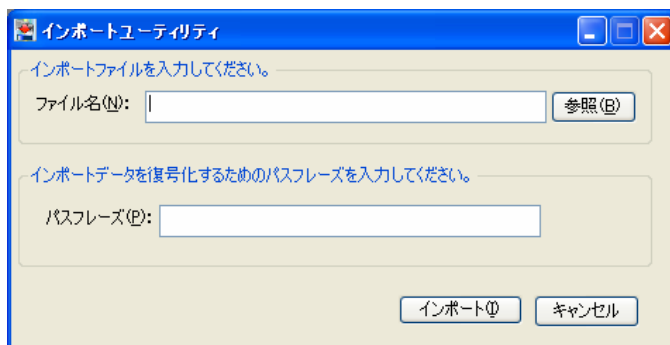 インポートユーティリティ
インポートファイルを入力してください。
ファイル名(N): 参照(B)
インポートデータを復号化するためのパスフレーズを入力してください。
パスフレーズ(P):
インポート(I) キャンセル